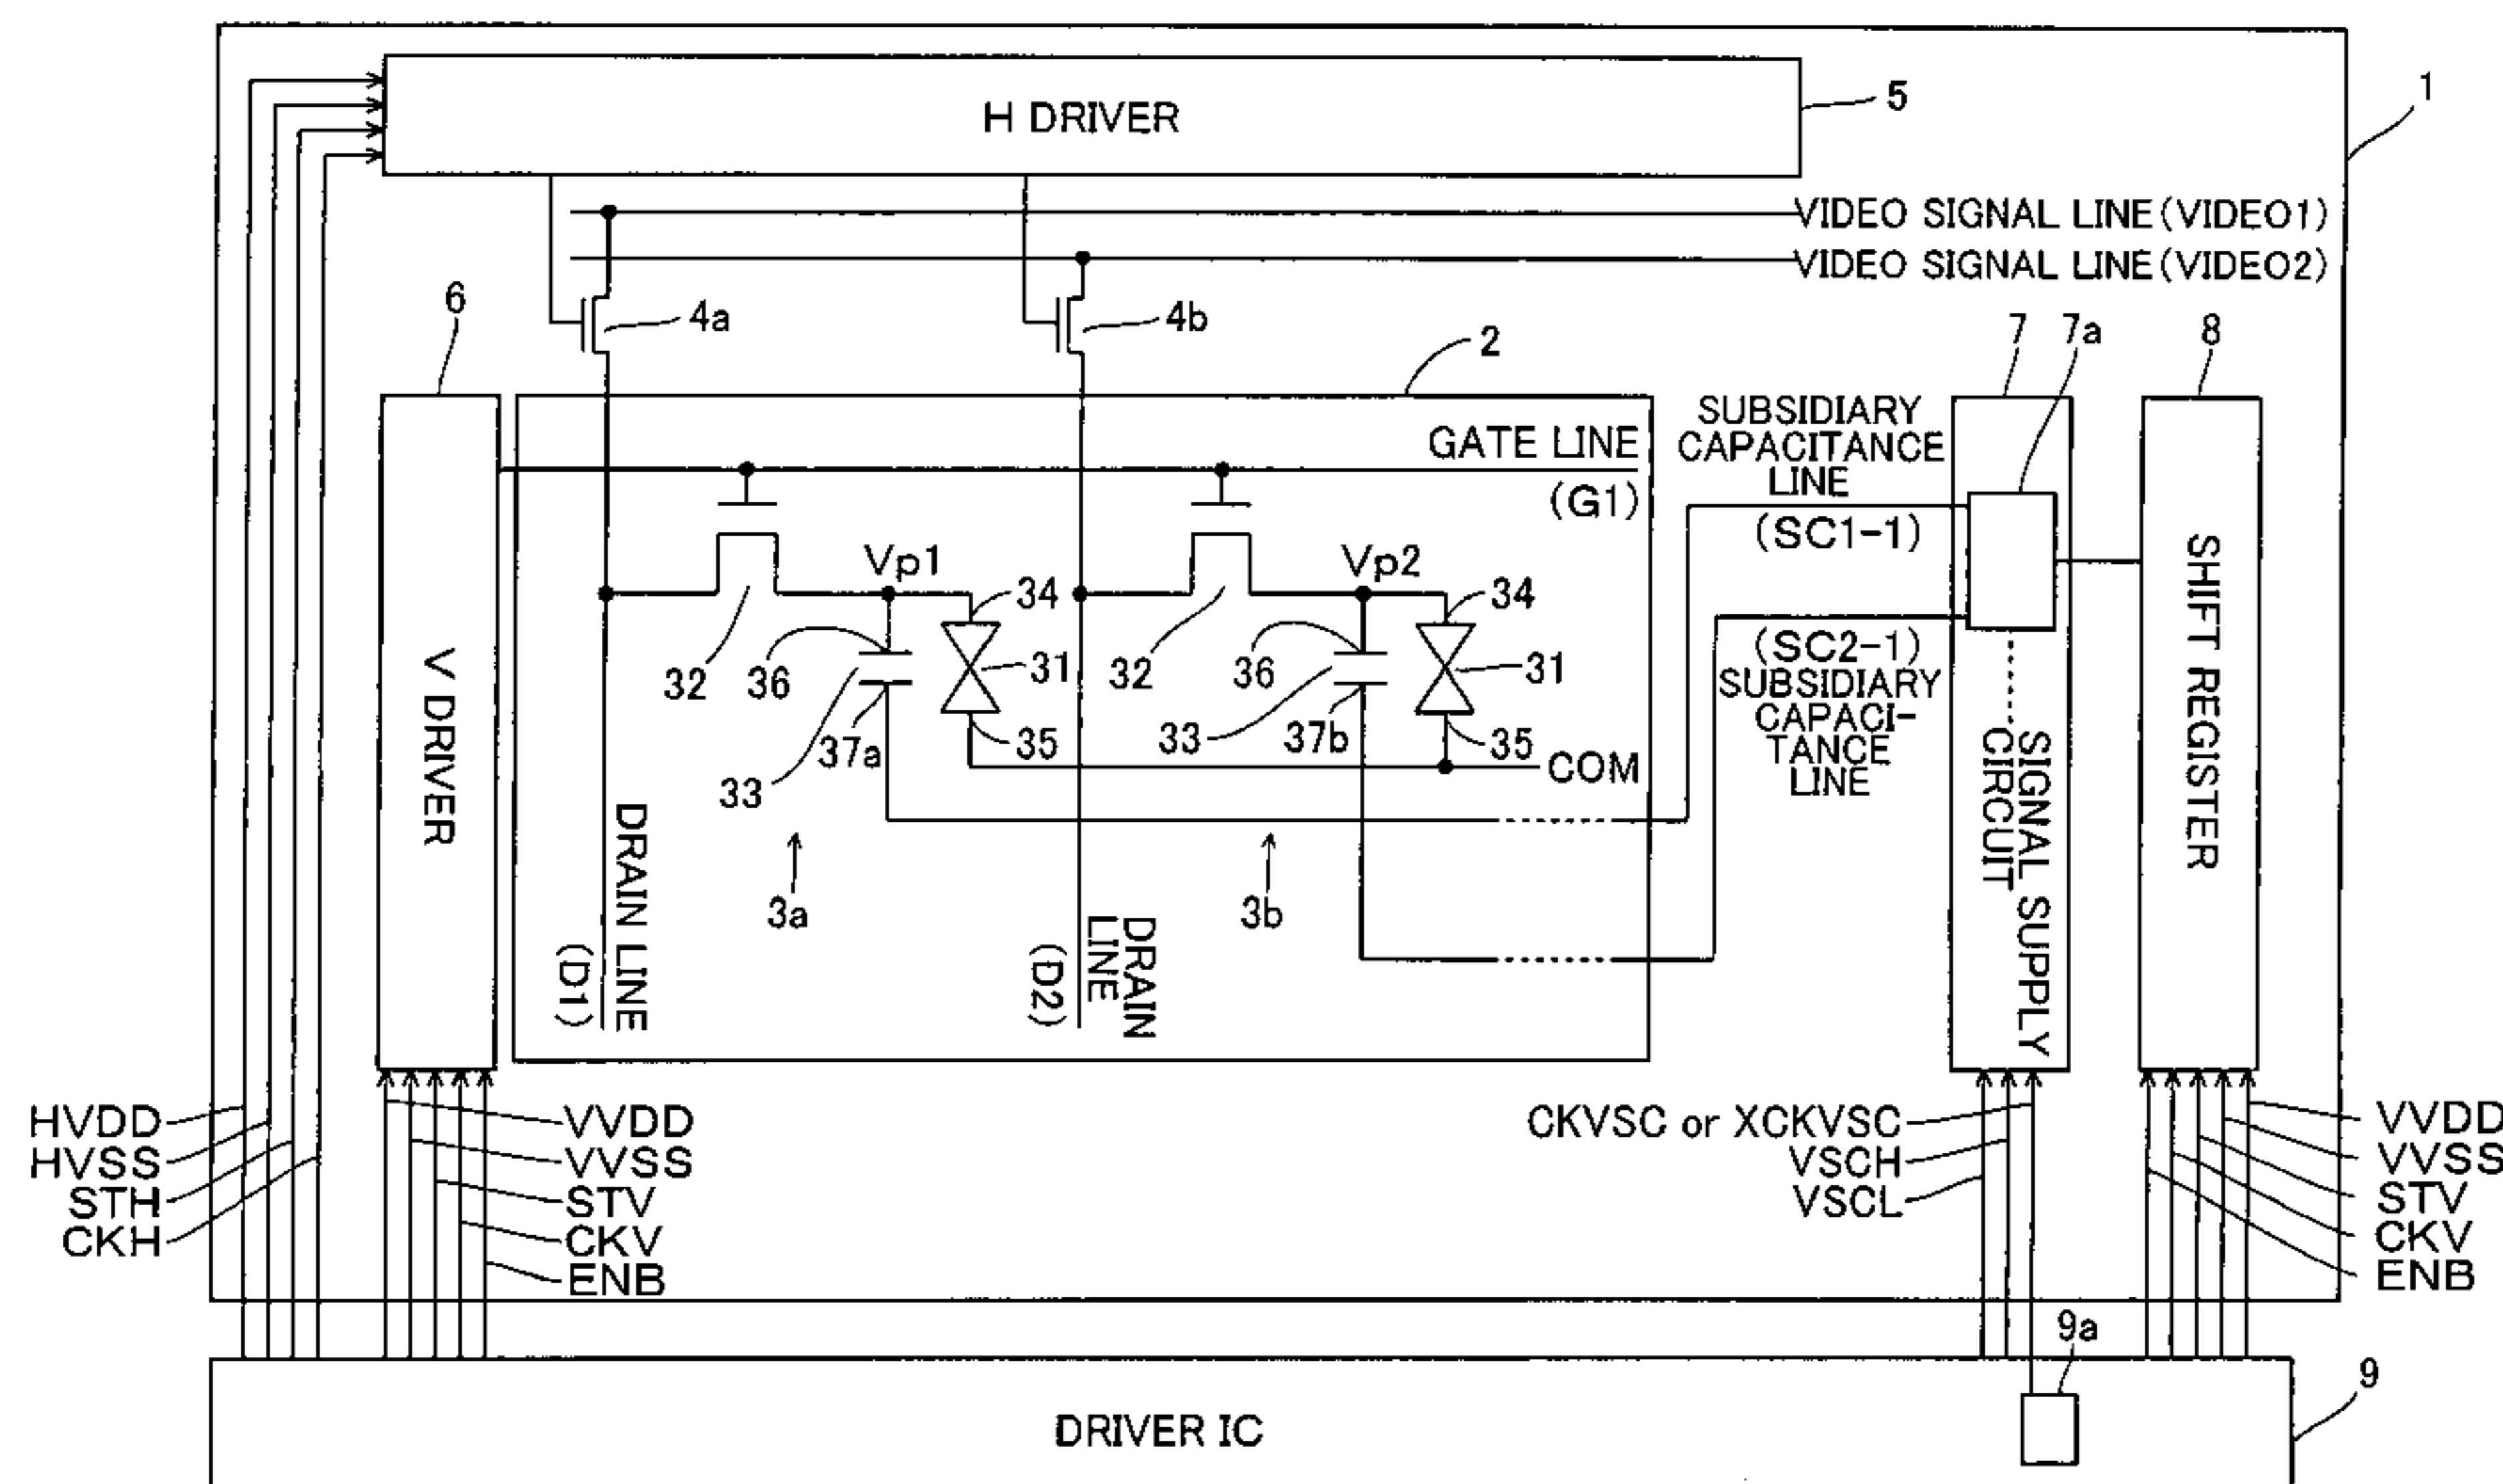 1
H DRIVER
5
VIDEO SIGNAL LINE (VIDEO1)
VIDEO SIGNAL LINE (VIDEO2)
4a
4b
6
2
7
7a
8
SUBSIDIARY
CAPACITANCE
LINE
(SC1-1)
GATE LINE
(G1)
Vp1
Vp2
34
34
32
36
31
32
36
31
33
37a
35
33
37b
35
COM
(SC2-1)
SUBSIDIARY
CAPACI-
TANCE
LINE
V DRIVER
3a
3b
DRAIN LINE
(D1)
DRAIN
LINE
(D2)
SIGNAL SUPPLY
CIRCUIT
SHIFT REGISTER
HVDD
HVSS
STH
CKH
VVDD
VVSS
STV
CKV
ENB
CKVSC or XCKVSC
VSCH
VSCL
VVDD
VVSS
STV
CKV
ENB
9a
9
DRIVER IC